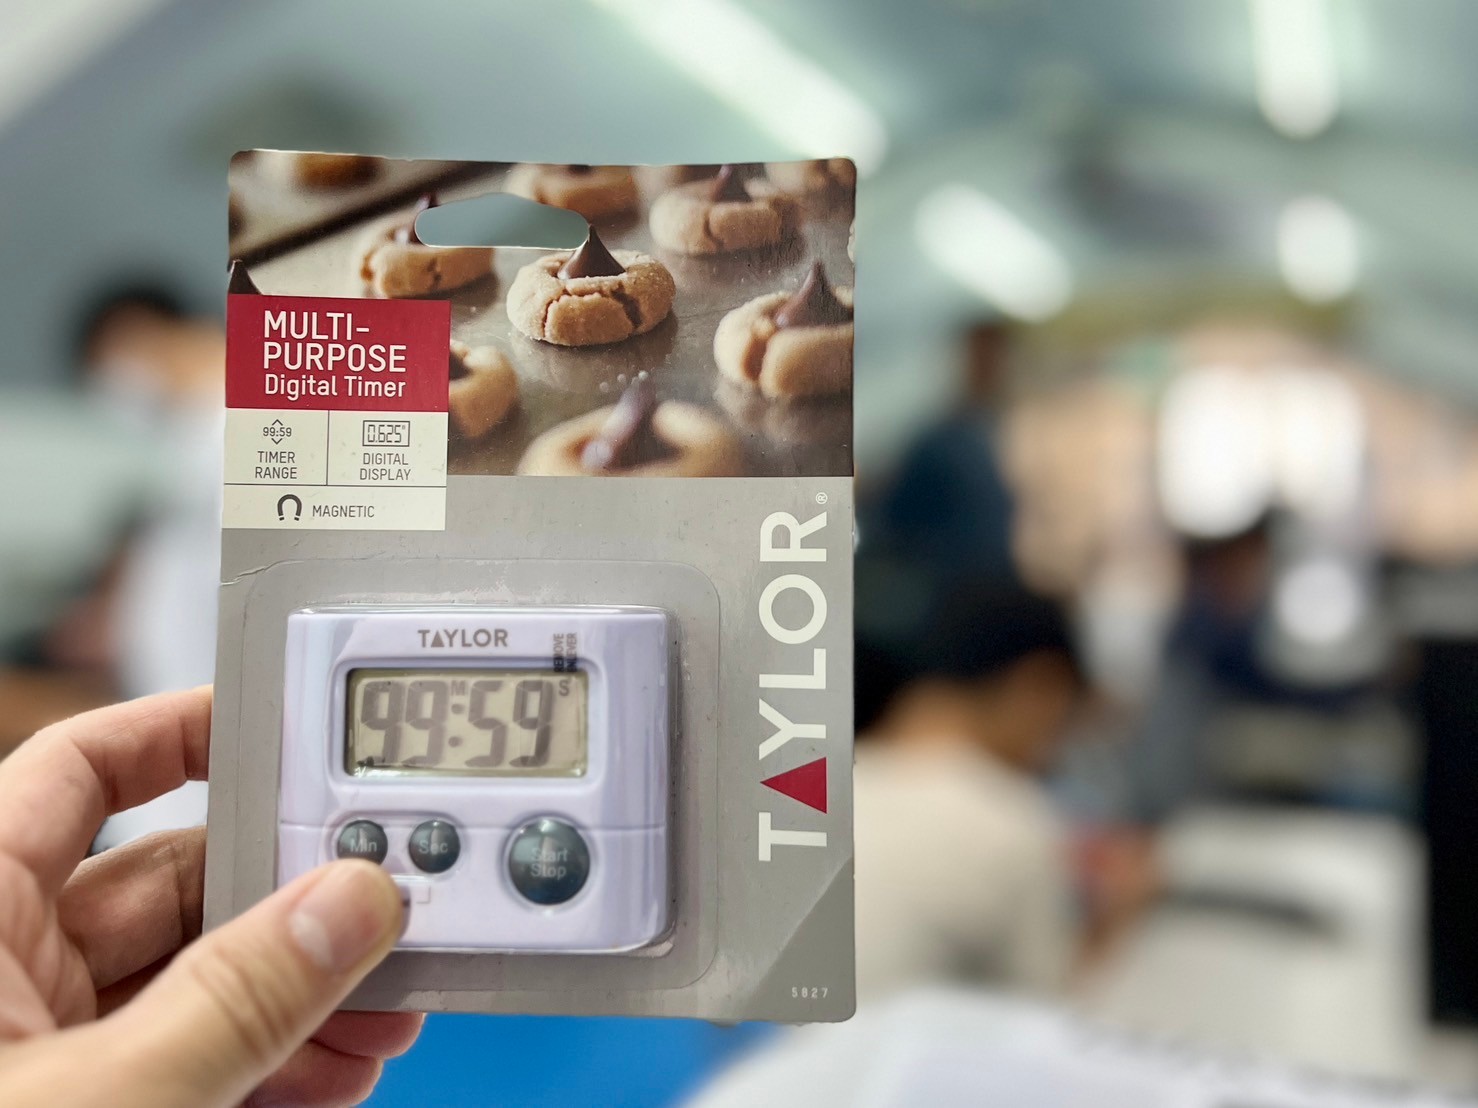 MULTI-
PURPOSE
Digital Timer
99:59
TIMER
RANGE
0.625"
DIGITAL
DISPLAY
MAGNETIC
TAYLOR®
TAYLOR
REMOVE
99:59
M
S
Min
Sec
Start
Stop
5827